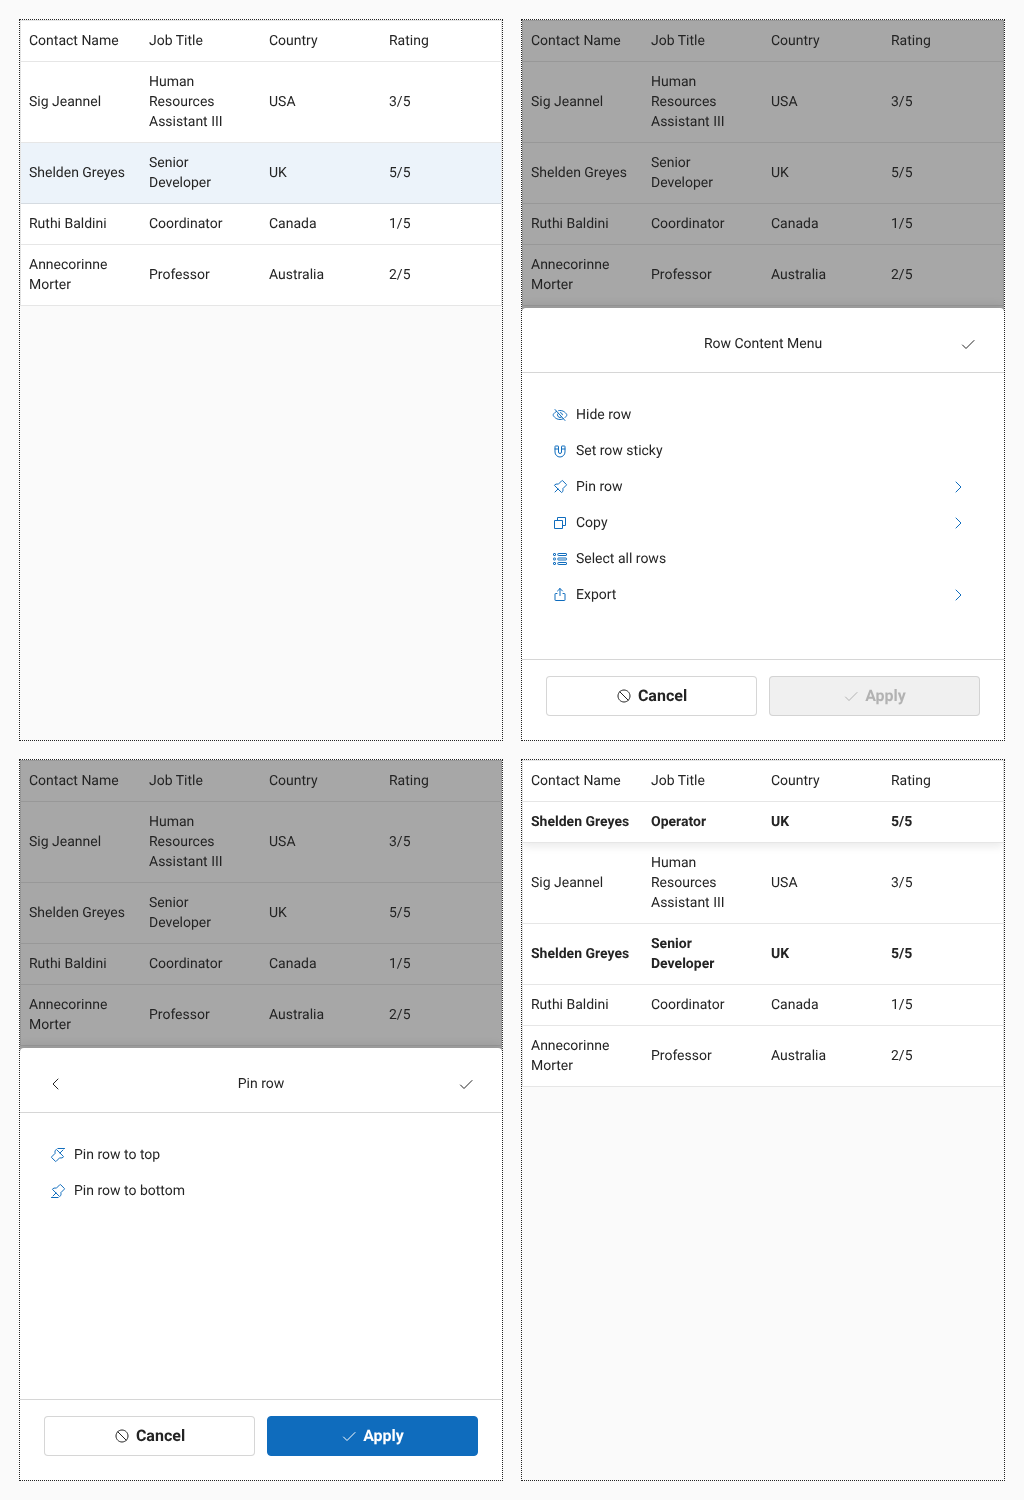 Contact Name Job Title Country Rating
Sig Jeannel Human Resources Assistant III USA 3/5
Shelden Greyes Senior Developer UK 5/5
Ruthi Baldini Coordinator Canada 1/5
Annecorinne Morter Professor Australia 2/5
Contact Name Job Title Country Rating
Sig Jeannel Human Resources Assistant III USA 3/5
Shelden Greyes Senior Developer UK 5/5
Ruthi Baldini Coordinator Canada 1/5
Annecorinne Morter Professor Australia 2/5
Row Content Menu
Hide row
Set row sticky
Pin row
Copy
Select all rows
Export
Cancel Apply
Contact Name Job Title Country Rating
Sig Jeannel Human Resources Assistant III USA 3/5
Shelden Greyes Senior Developer UK 5/5
Ruthi Baldini Coordinator Canada 1/5
Annecorinne Morter Professor Australia 2/5
Pin row
Pin row to top
Pin row to bottom
Cancel Apply
Contact Name Job Title Country Rating
Shelden Greyes Operator UK 5/5
Sig Jeannel Human Resources Assistant III USA 3/5
Shelden Greyes Senior Developer UK 5/5
Ruthi Baldini Coordinator Canada 1/5
Annecorinne Morter Professor Australia 2/5